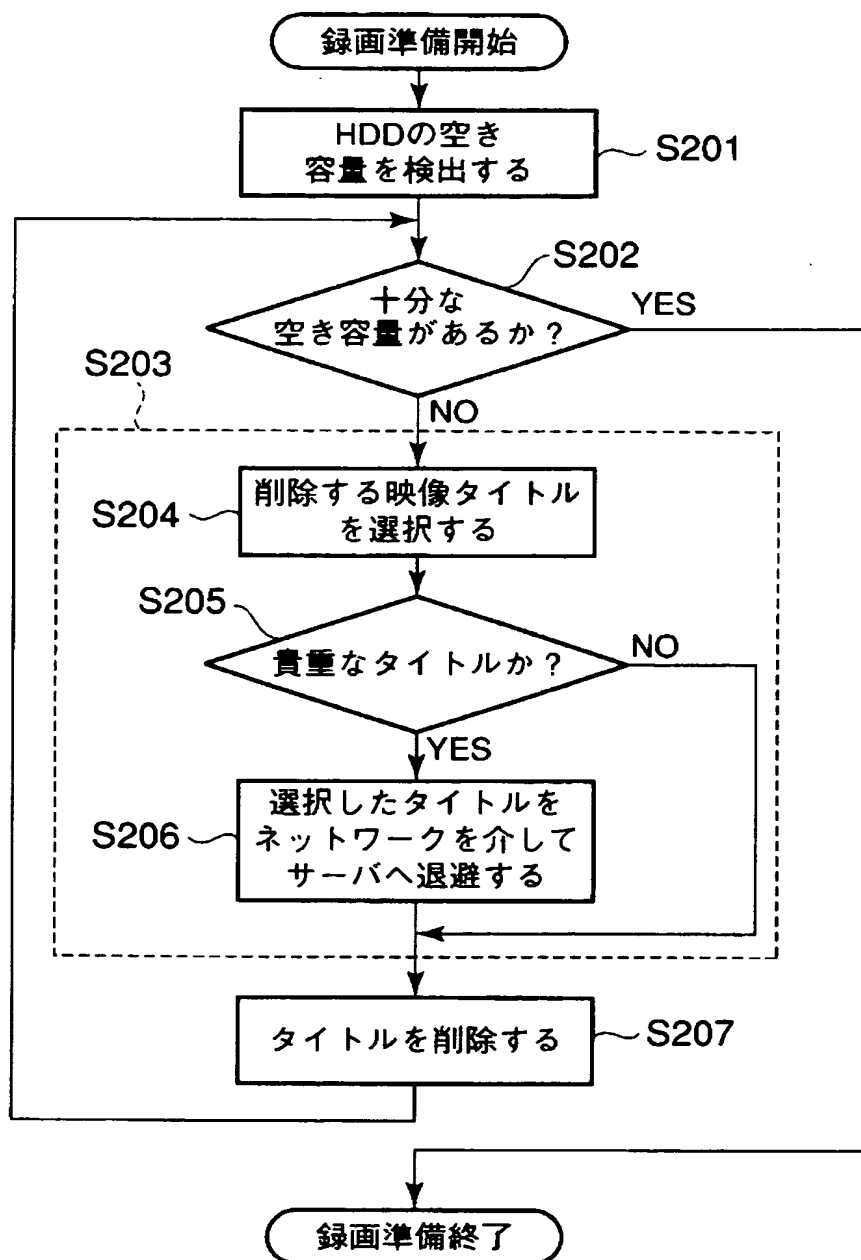 録画準備開始
HDDの空き
容量を検出する
S201
S202
十分な
空き容量があるか？
YES
S203
NO
S204
削除する映像タイトル
を選択する
S205
貴重なタイトルか？
NO
YES
S206
選択したタイトルを
ネットワークを介して
サーバへ退避する
タイトルを削除する
S207
録画準備終了